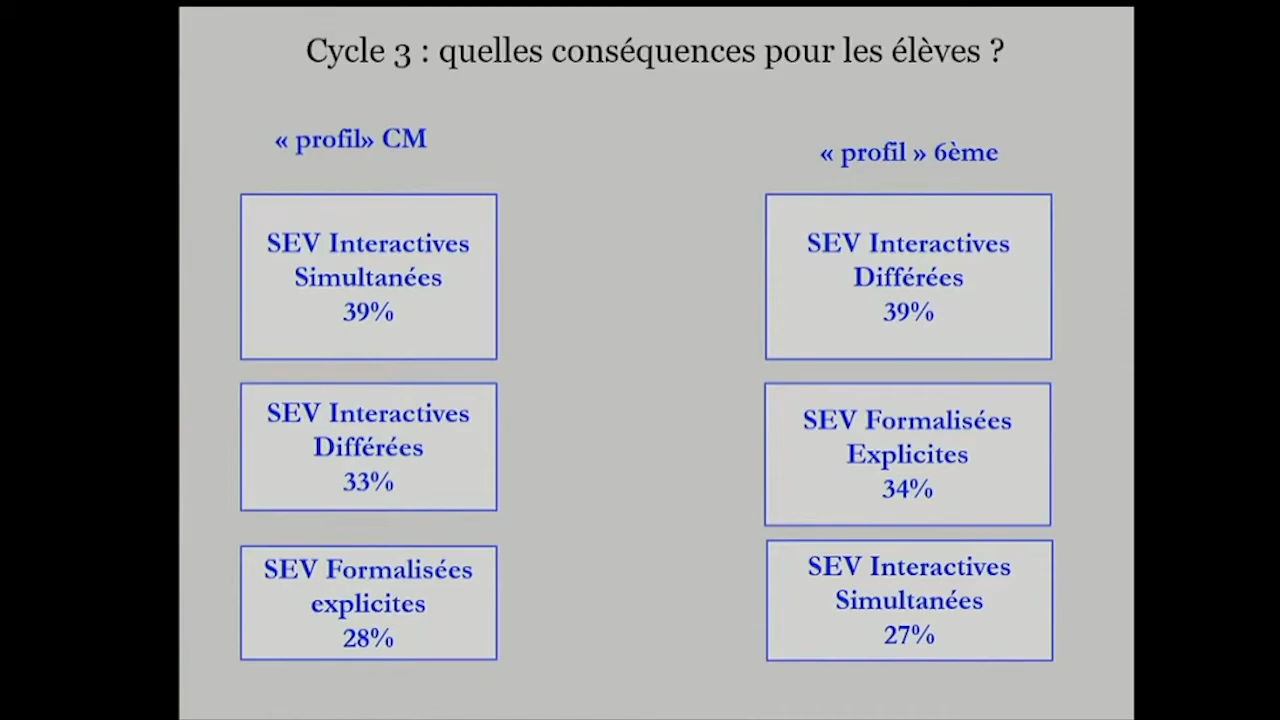 Cycle 3 : quelles conséquences pour les élèves ?
« profil» CM
SEV Interactives
Simultanées
39%
SEV Interactives
Différées
33%
SEV Formalisées
explicites
28%
« profil » 6ème
SEV Interactives
Différées
39%
SEV Formalisées
Explicites
34%
SEV Interactives
Simultanées
27%